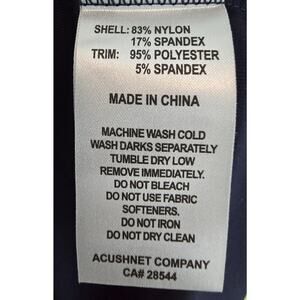 SHELL: 83% NYLON
17% SPANDEX
TRIM: 95% POLYESTER
5% SPANDEX
MADE IN CHINA
MACHINE WASH COLD
WASH DARKS SEPARATELY
TUMBLE DRY LOW
REMOVE IMMEDIATELY.
DO NOT BLEACH
DO NOT USE FABRIC
SOFTENERS.
DO NOT IRON
DO NOT DRY CLEAN
ACUSHNET COMPANY
CA# 28544